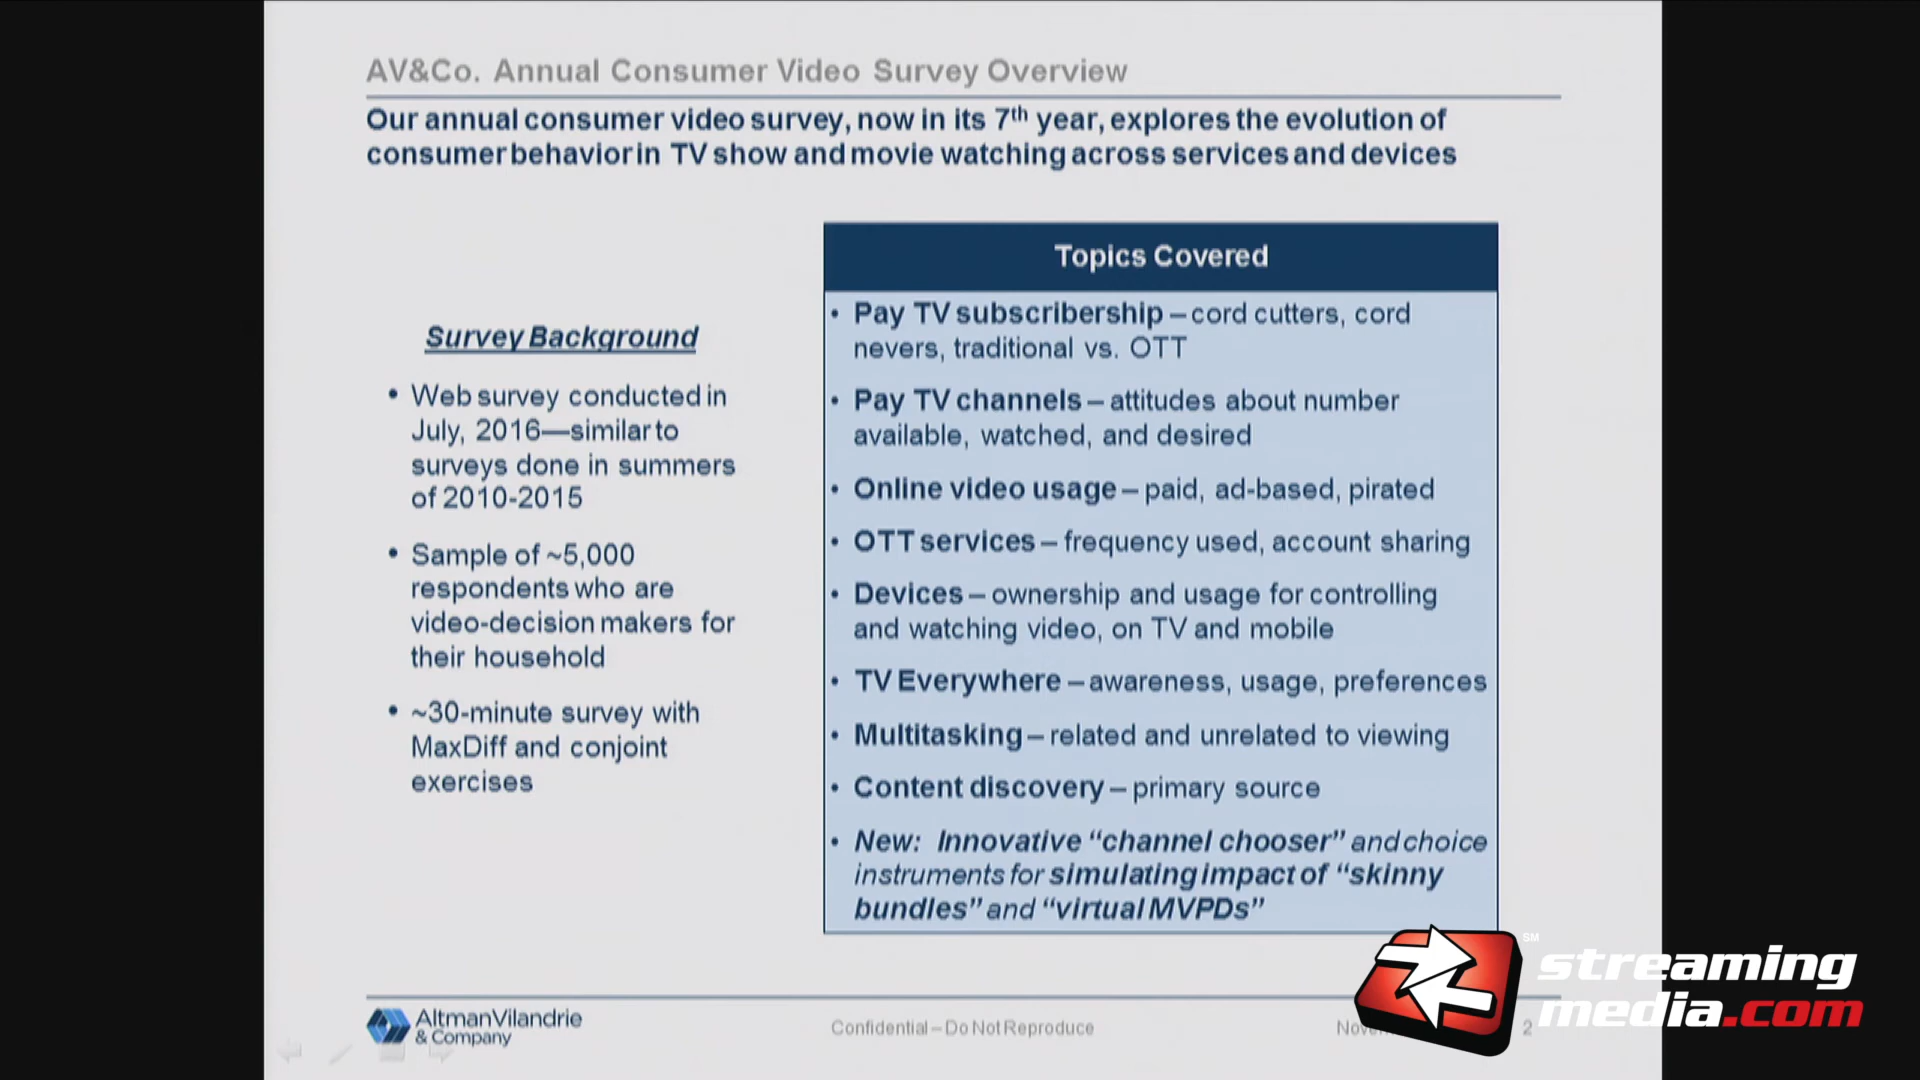 AV&Co. Annual Consumer Video Survey Overview
Our annual consumer video survey, now in its 7th year, explores the evolution of
consumer behavior in TV show and movie watching across services and devices
Survey Background
• Web survey conducted in
July, 2016—similar to
surveys done in summers
of 2010-2015
• Sample of ~5,000
respondents who are
video-decision makers for
their household
• ~30-minute survey with
MaxDiff and conjoint
exercises
Topics Covered
• Pay TV subscribership – cord cutters, cord
nevers, traditional vs. OTT
• Pay TV channels – attitudes about number
available, watched, and desired
• Online video usage – paid, ad-based, pirated
• OTT services – frequency used, account sharing
• Devices – ownership and usage for controlling
and watching video, on TV and mobile
• TV Everywhere – awareness, usage, preferences
• Multitasking – related and unrelated to viewing
• Content discovery – primary source
• New: Innovative “channel chooser” and choice
instruments for simulating impact of “skinny
bundles” and “virtual MVPDs”
AltmanVilandrie
& Company
Confidential – Do Not Reproduce
2
SM
streaming
media.com